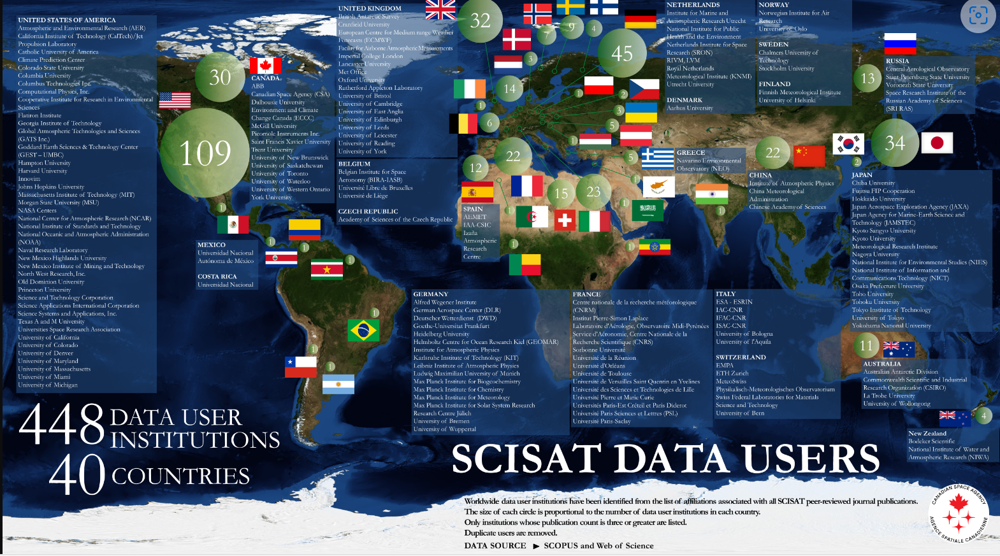 UNITED STATES OF AMERICA
Atmospheric and Environmental Research (AER)
California Institute of Technology (CalTech)/Jet
Propulsion Laboratory
Catholic University of America
Climate Prediction Center
Colorado State University
Columbia University
Columbus Technologies Inc.
Computational Physics, Inc.
Cooperative Institute for Research in Environmental
Sciences
Flatiron Institute
Georgia Institute of Technology
Global Atmospheric Technologies and Sciences
(GATS Inc.)
Goddard Earth Sciences & Technology Center
(GEST – UMBC)
Hampton University
Harvard University
Innovim
Johns Hopkins University
Massachusetts Institute of Technology (MIT)
Morgan State University (MSU)
NASA Centers
National Center for Atmospheric Research (NCAR)
National Institute of Standards and Technology
National Oceanic and Atmospheric Administration
(NOAA)
Naval Research Laboratory
New Mexico Highlands University
New Mexico Institute of Mining and Technology
North West Research, Inc.
Old Dominion University
Princeton University
Science and Technology Corporation
Science Applications International Corporation
Science Systems and Applications, Inc.
Texas A and M University
Universities Space Research Association
University of California
University of Colorado
University of Denver
University of Maryland
University of Massachusetts
University of Miami
University of Michigan
30
109
CANADA
ABB
Canadian Space Agency (CSA)
Dalhousie University
Environment and Climate
Change Canada (ECCC)
McGill University
Picomole Instruments Inc.
Saint Francis Xavier University
Trent University
University of New Brunswick
University of Saskatchewan
University of Toronto
University of Waterloo
University of Western Ontario
York University
1
MEXICO
Universidad Nacional
Autónoma de México
COSTA RICA
Universidad Nacional
1
1
1
1
1
1
UNITED KINGDOM
British Antarctic Survey
Cranfield University
European Centre for Medium range Weather
Forecasts (ECMWF)
Facility for Airborne Atmospheric Measurements
Imperial College London
Lancaster University
Met Office
Oxford University
Rutherford Appleton Laboratory
University of Bristol
University of Cambridge
University of East Anglia
University of Edinburgh
University of Leeds
University of Leicester
University of Reading
University of York
BELGIUM
Belgian Institute for Space
Aeronomy (BIRA-IASB)
Université Libre de Bruxelles
Université de Liège
CZECH REPUBLIC
Academy of Sciences of the Czech Republic
32
7
9
4
45
3
14
1
1
2
6
3
5
1
22
5
12
15
23
1
1
1
1
1
SPAIN
AEMET
IAA-CSIC
Izaña
Atmospheric
Research
Centre
NETHERLANDS
Institute for Marine and
Atmospheric Research Utrecht
National Institute for Public
Health and the Environment
Netherlands Institute for Space
Research (SRON)
RIVM, LVM
Royal Netherlands
Meteorological Institute (KNMI)
Utrecht University
DENMARK
Aarhus University
NORWAY
Norwegian Institute for Air
Research
University of Oslo
SWEDEN
Chalmers University of
Technology
Stockholm University
FINLAND
Finnish Meteorological Institute
University of Helsinki
13
RUSSIA
Central Aerological Observatory
Saint-Petersburg State University
Voronezh State University
Space Research Institute of the
Russian Academy of Sciences
(SRI RAS)
GREECE
Navarino Environmental
Observatory (NEO)
22
CHINA
Institute of Atmospheric Physics
China Meteorological
Administration
Chinese Academy of Sciences
1
2
34
JAPAN
Chiba University
Fujitsu FIP Cooperation
Hokkaido University
Japan Aerospace Exploration Agency (JAXA)
Japan Agency for Marine-Earth Science and
Technology (JAMSTEC)
Kyoto Sangyo University
Kyoto University
Meteorological Research Institute
Nagoya University
National Institute for Environmental Studies (NIES)
National Institute of Information and
Communications Technology (NICT)
Osaka Prefecture University
Toho University
Tohoku University
Tokyo Institute of Technology
University of Tokyo
Yokohama National University
GERMANY
Alfred Wegener Institute
German Aerospace Center (DLR)
Deutscher Wetterdienst (DWD)
Goethe-Universitat Frankfurt
Heidelberg University
Helmholtz Centre for Ocean Research Kiel (GEOMAR)
Institute for Atmospheric Physics
Karlsruhe Institute of Technology (KIT)
Leibniz Institute of Atmospheric Physics
Ludwig Maximilian University of Munich
Max Planck Institute for Biogeochemistry
Max Planck Institute for Chemistry
Max Planck Institute for Meteorology
Max Planck Institute for Solar System Research
Research Centre Jülich
University of Bremen
University of Wuppertal
FRANCE
Centre nationale de la recherche météorologique
(CNRM)
Institut Pierre-Simon Laplace
Laboratoire d'Aérologie, Observatoire Midi-Pyrénées
Service d'Aéronomie, Centre Nationale de la
Recherche Scientifique (CNRS)
Sorbonne Université
Université de la Réunion
Université d'Orléans
Université de Toulouse
Université de Versailles Saint Quentin en Yvelines
Université des Sciences et Technologies de Lille
Université Pierre et Marie Curie
Universités Paris-Est Créteil et Paris Diderot
Université Paris Sciences et Lettres (PSL)
Université Paris-Saclay
ITALY
ESA - ESRIN
IAC-CNR
IFAC-CNR
ISAC-CNR
University of Bologna
University of l'Aquila
SWITZERLAND
EMPA
ETH Zurich
MeteoSwiss
Physikalisch-Meteorologisches Observatorium
Swiss Federal Laboratories for Materials
Science and Technology
University of Bern
11
AUSTRALIA
Australian Antarctic Division
Commonwealth Scientific and Industrial
Research Organization (CSIRO)
La Trobe University
University of Wollongong
4
New Zealand
Bodeker Scientific
National Institute of Water and
Atmospheric Research (NIWA)
448 DATA USER
INSTITUTIONS
40 COUNTRIES
SCISAT DATA USERS
Worldwide data user institutions have been identified from the list of affiliations associated with all SCISAT peer-reviewed journal publications.
The size of each circle is proportional to the number of data user institutions in each country.
Only institutions whose publication count is three or greater are listed.
Duplicate users are removed.
DATA SOURCE ► SCOPUS and Web of Science
CANADIAN SPACE AGENCY
AGENCE SPATIALE CANADIENNE